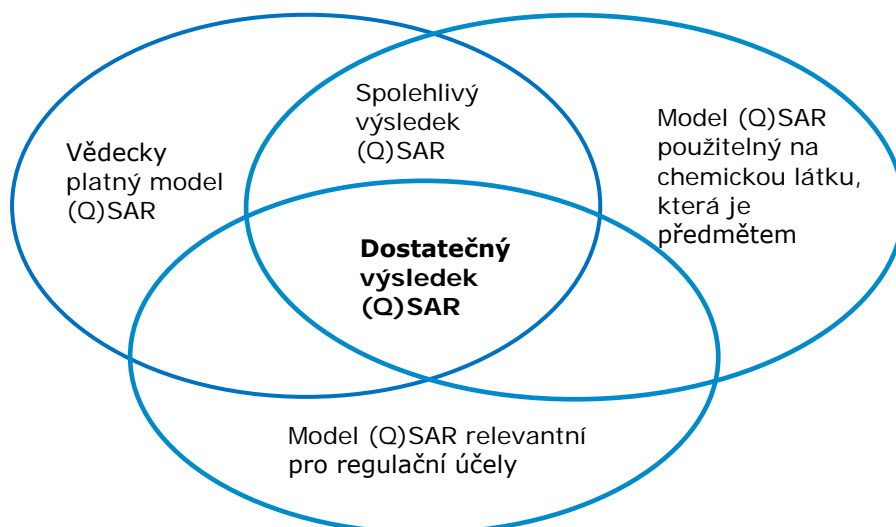 Vědecky
platný model
(Q)SAR
Spolehlivý
výsledek
(Q)SAR
Model (Q)SAR
použitelný na
chemickou látku,
která je
předmětem
Dostatečný
výsledek
(Q)SAR
Model (Q)SAR relevantní
pro regulační účely